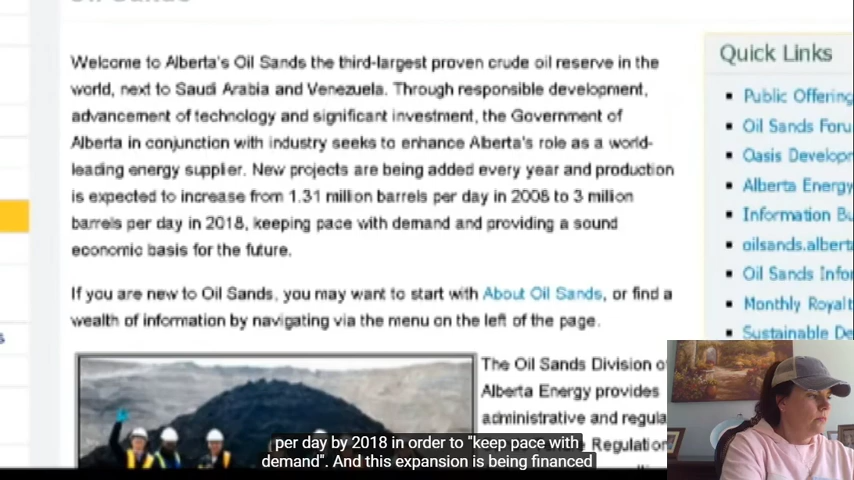 Oil Sands
Welcome to Alberta's Oil Sands the third-largest proven crude oil reserve in the
world, next to Saudi Arabia and Venezuela. Through responsible development,
advancement of technology and significant investment, the Government of
Alberta in conjunction with industry seeks to enhance Alberta's role as a world-
leading energy supplier. New projects are being added every year and production
is expected to increase from 1.31 million barrels per day in 2008 to 3 million
barrels per day in 2018, keeping pace with demand and providing a sound
economic basis for the future.
If you are new to Oil Sands, you may want to start with About Oil Sands, or find a
wealth of information by navigating via the menu on the left of the page.
The Oil Sands Division o
Alberta Energy provides
administrative and regula
Regulation
Quick Links
Public Offering
Oil Sands Foru
Oasis Develop
Alberta Energy
Information Bu
oilsands.albert
Oil Sands Infor
Monthly Royalt
Sustainable De
per day by 2018 in order to "keep pace with
demand". And this expansion is being financed